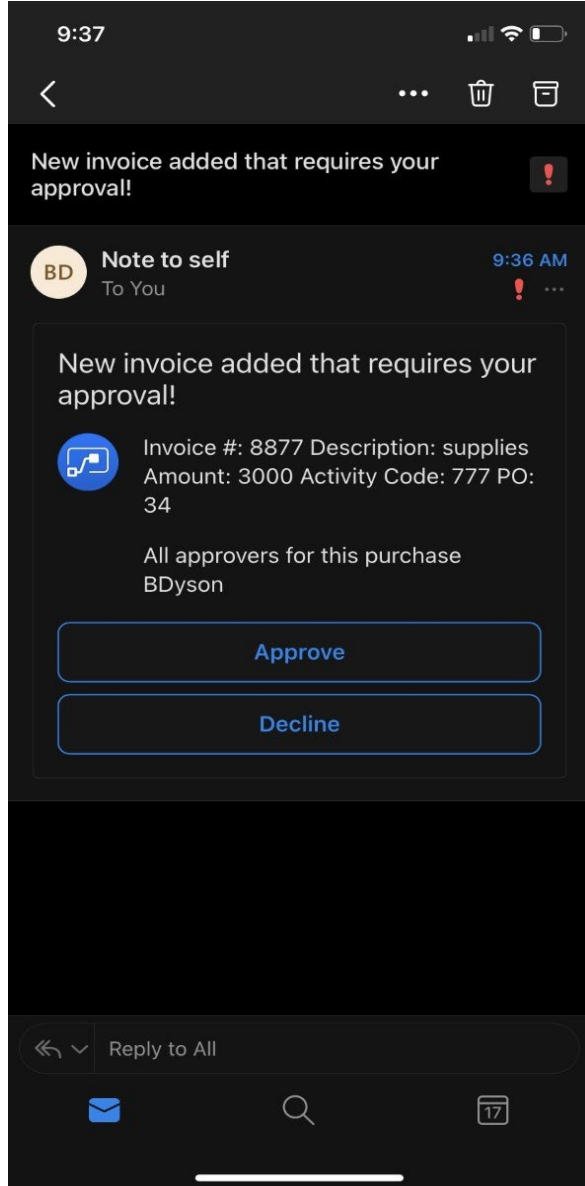 9:37
New invoice added that requires your
approval!
BD
Note to self
9:36 AM
To You
New invoice added that requires your
approval!
Invoice #: 8877 Description: supplies
Amount: 3000 Activity Code: 777 PO:
34
All approvers for this purchase
BDyson
Approve
Decline
Reply to All
17